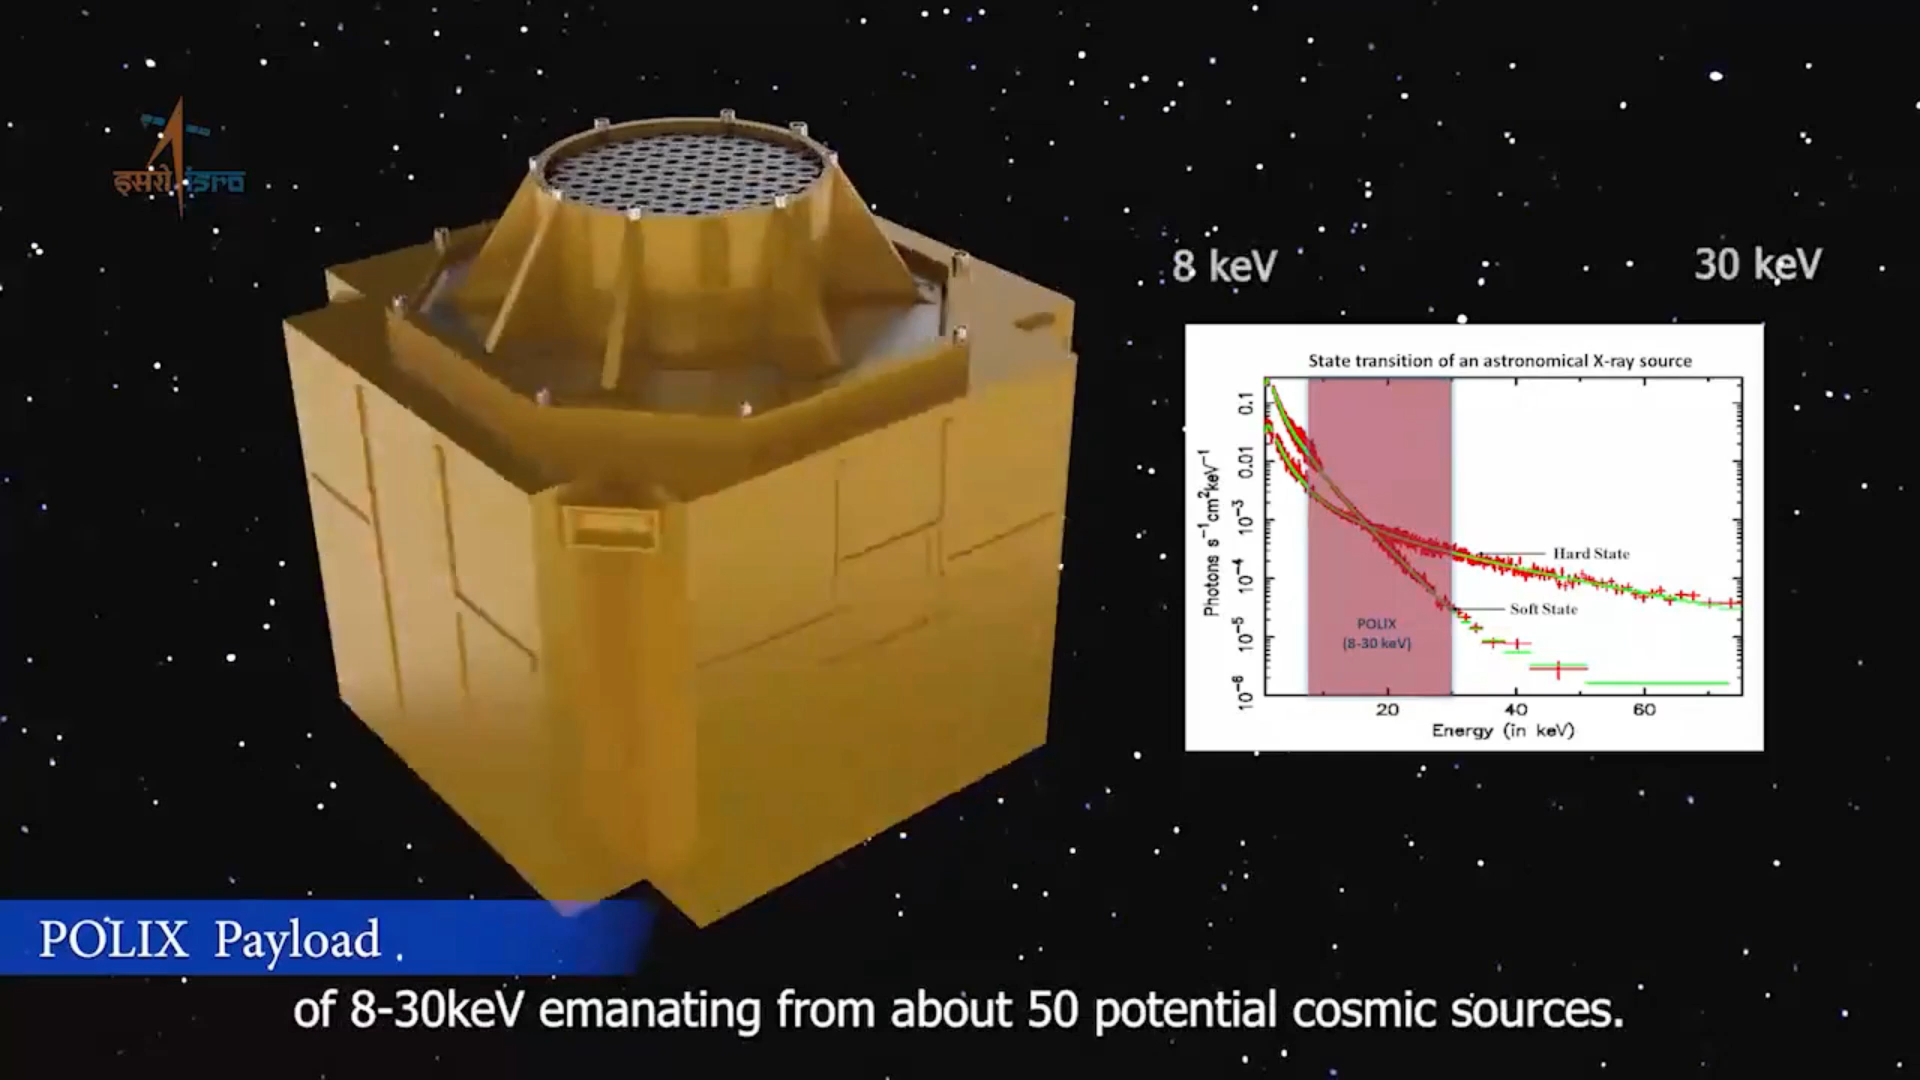 इसरो isro
8 keV
30 keV
State transition of an astronomical X-ray source
0.1
0.01
10⁻³
10⁻⁴
10⁻⁵
10⁻⁶
Photons s⁻¹cm²keV⁻¹
Hard State
Soft State
POLIX
(8-30 keV)
20 40 60
Energy (in keV)
POLIX Payload
of 8-30keV emanating from about 50 potential cosmic sources.